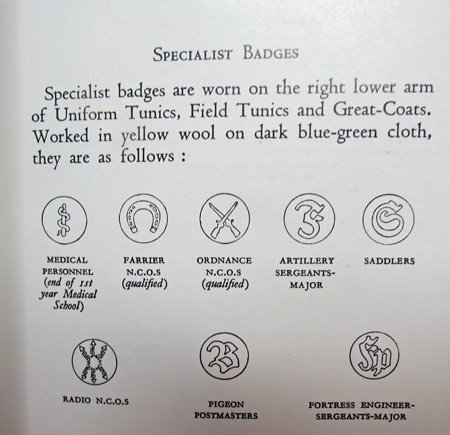 SPECIALIST BADGES
Specialist badges are worn on the right lower arm
of Uniform Tunics, Field Tunics and Great-Coats.
Worked in yellow wool on dark blue-green cloth,
they are as follows :
MEDICAL
PERSONNEL
(end of 1st
year Medical
School)
FARRIER
N.C.O.S
(qualified)
ORDNANCE
N.C.O.S
(qualified)
ARTILLERY
SERGEANTS-
MAJOR
SADDLERS
RADIO N.C.O.S
PIGEON
POSTMASTERS
FORTRESS ENGINEER-
SERGEANTS-MAJOR